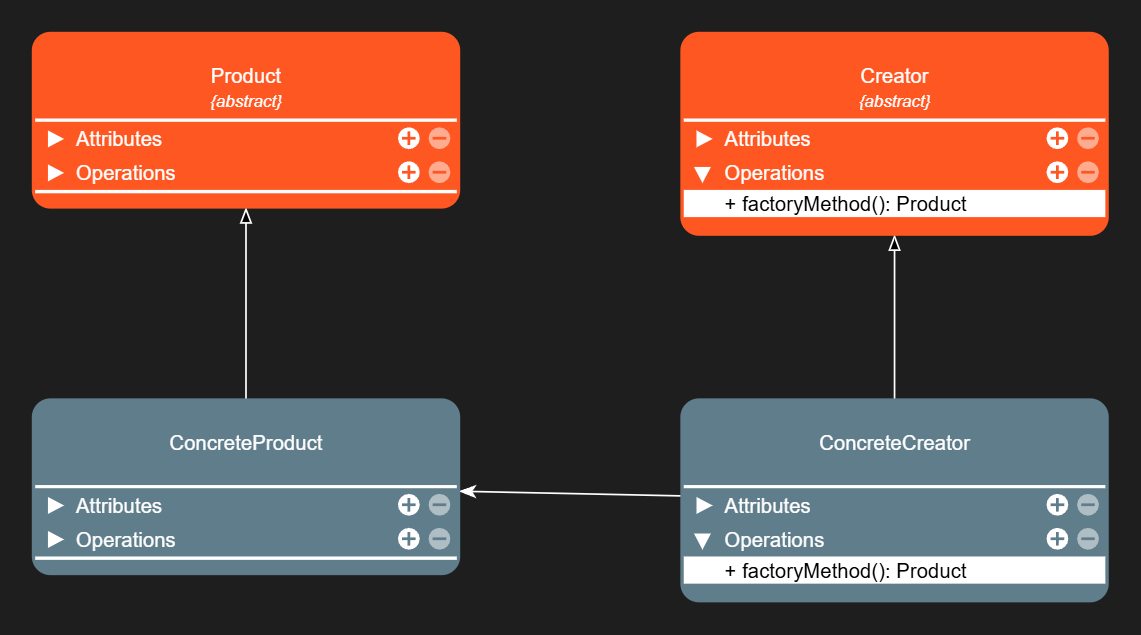 Product
{abstract}
Attributes
Operations
Creator
{abstract}
Attributes
Operations
+ factoryMethod(): Product
ConcreteProduct
Attributes
Operations
ConcreteCreator
Attributes
Operations
+ factoryMethod(): Product